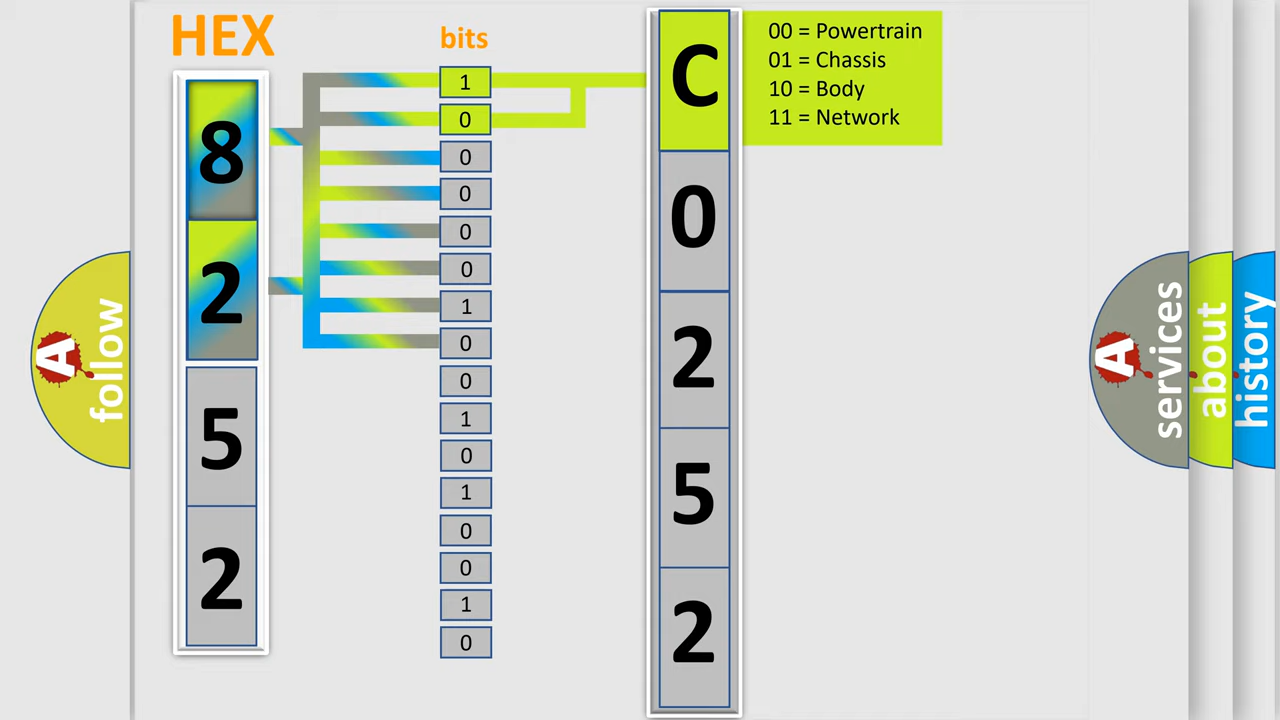 HEX
8
2
5
2
bits
1
0
0
0
0
0
1
0
0
1
0
1
0
0
1
0
C
0
2
5
2
00 = Powertrain
01 = Chassis
10 = Body
11 = Network
A
follow
A
services
about
history